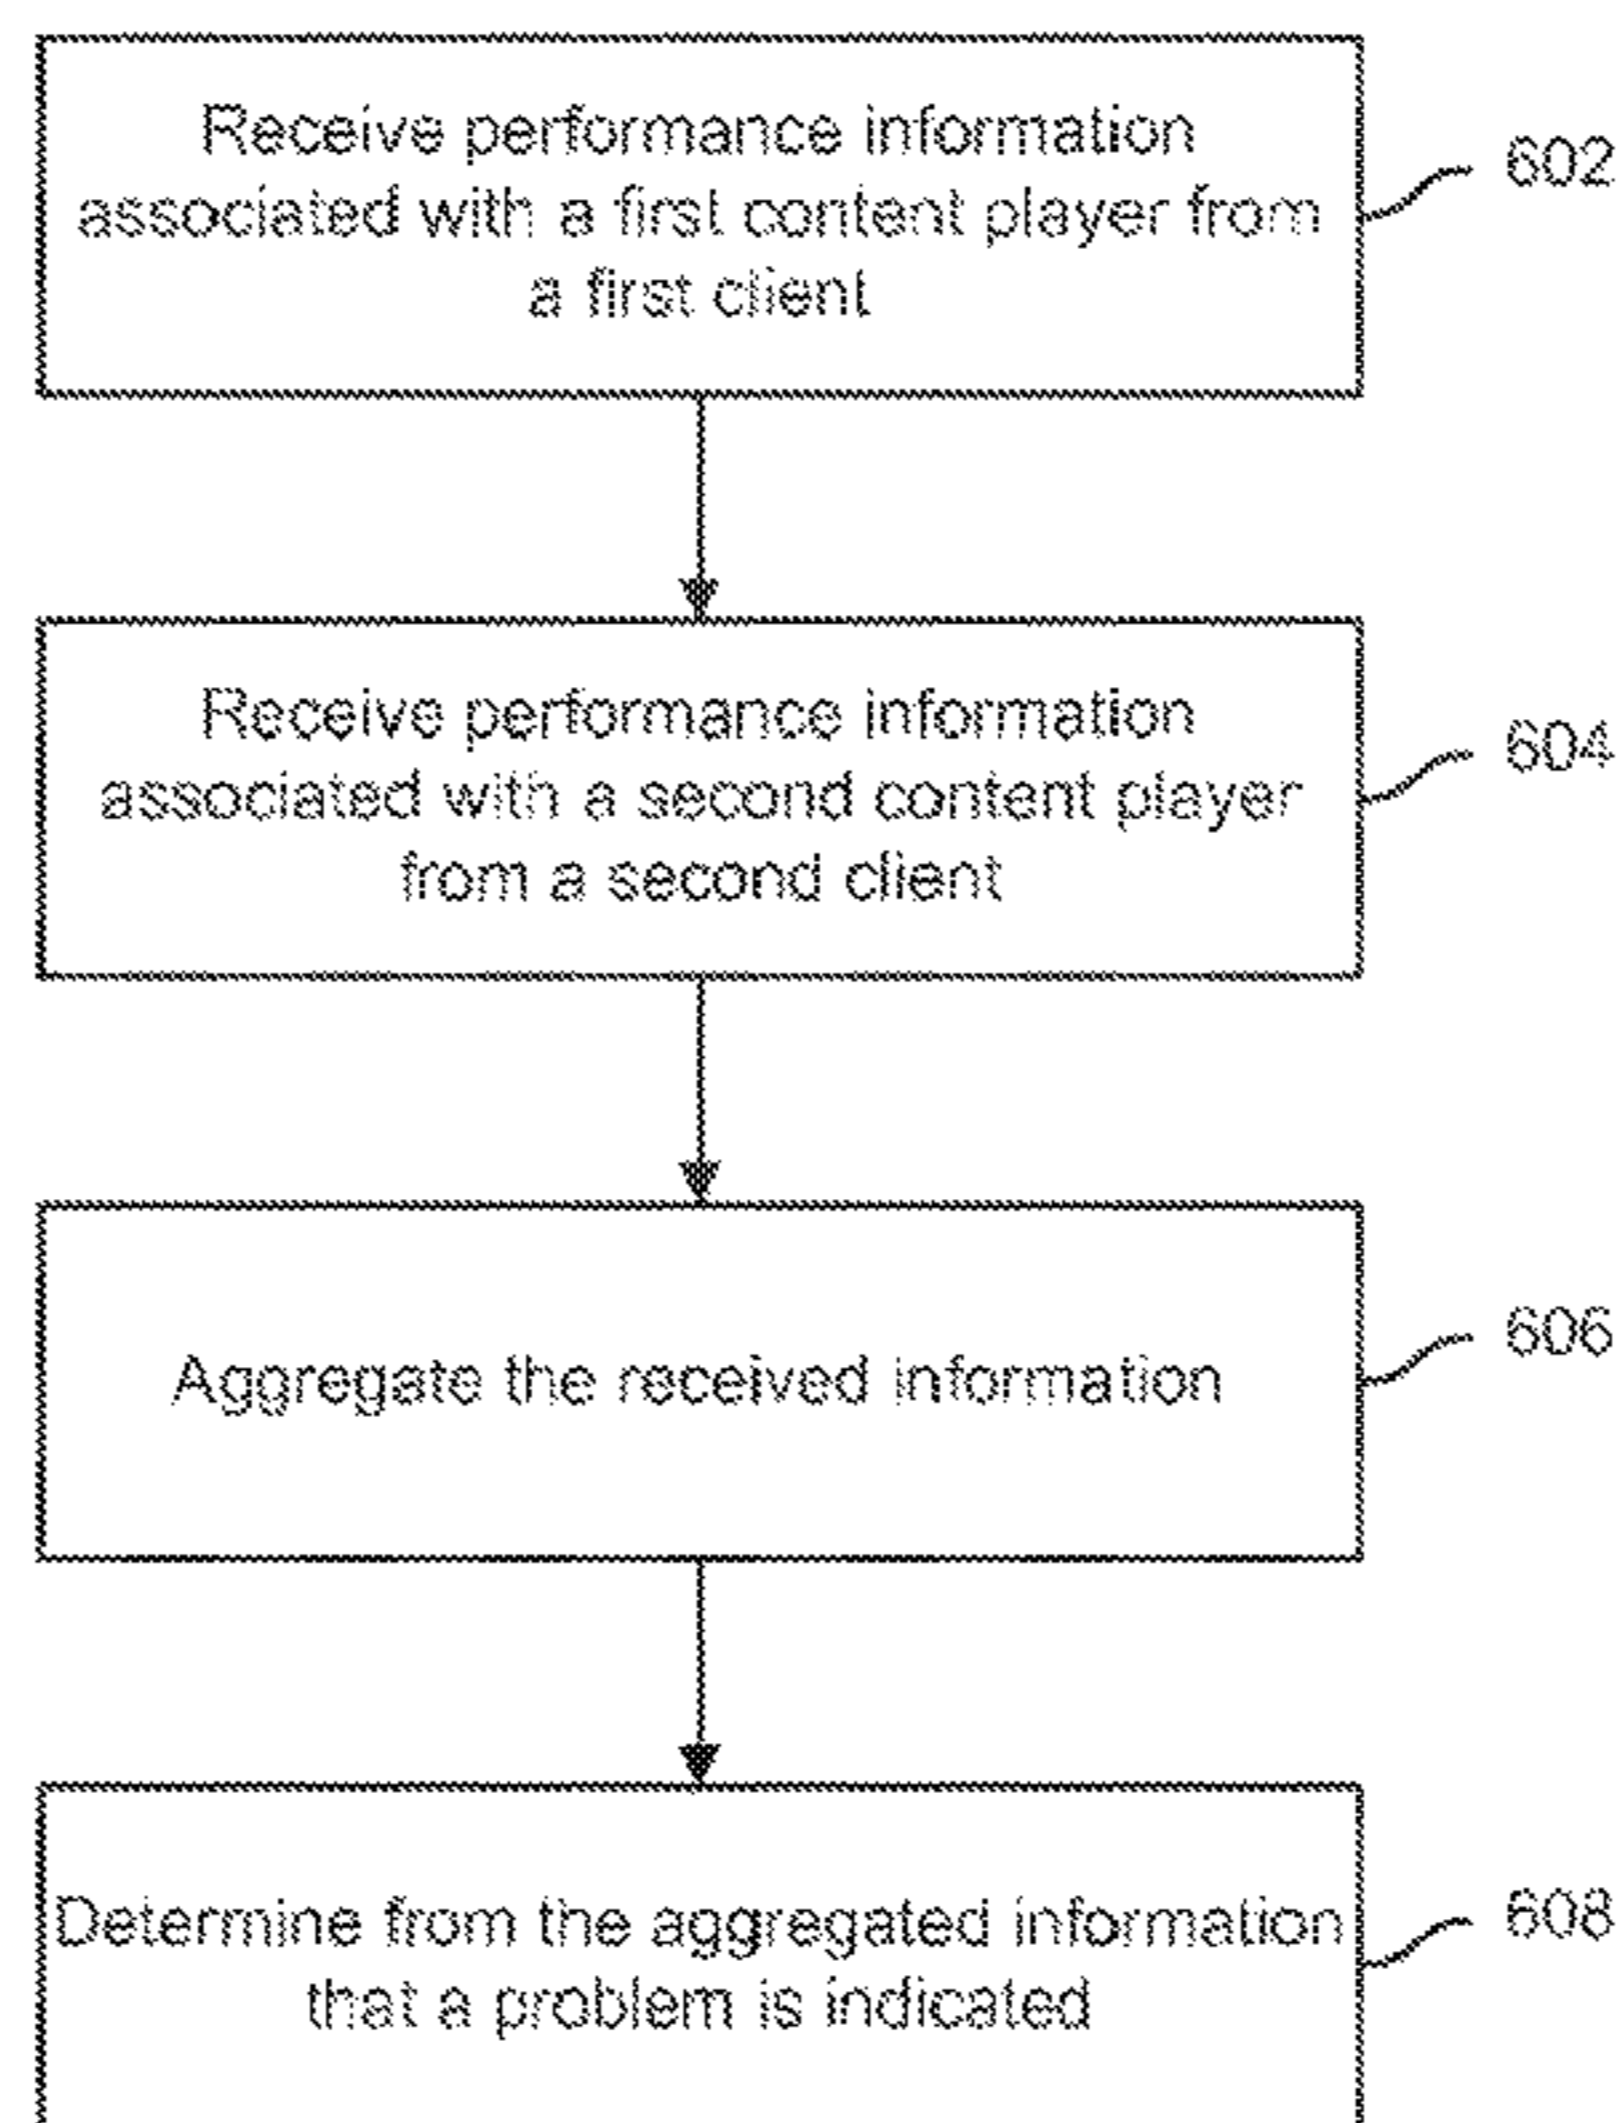 Receive performance information
associated with a first content player from
a first client
602
Receive performance information
associated with a second content player
from a second client
604
Aggregate the received information
606
Determine from the aggregated information
that a problem is indicated
608